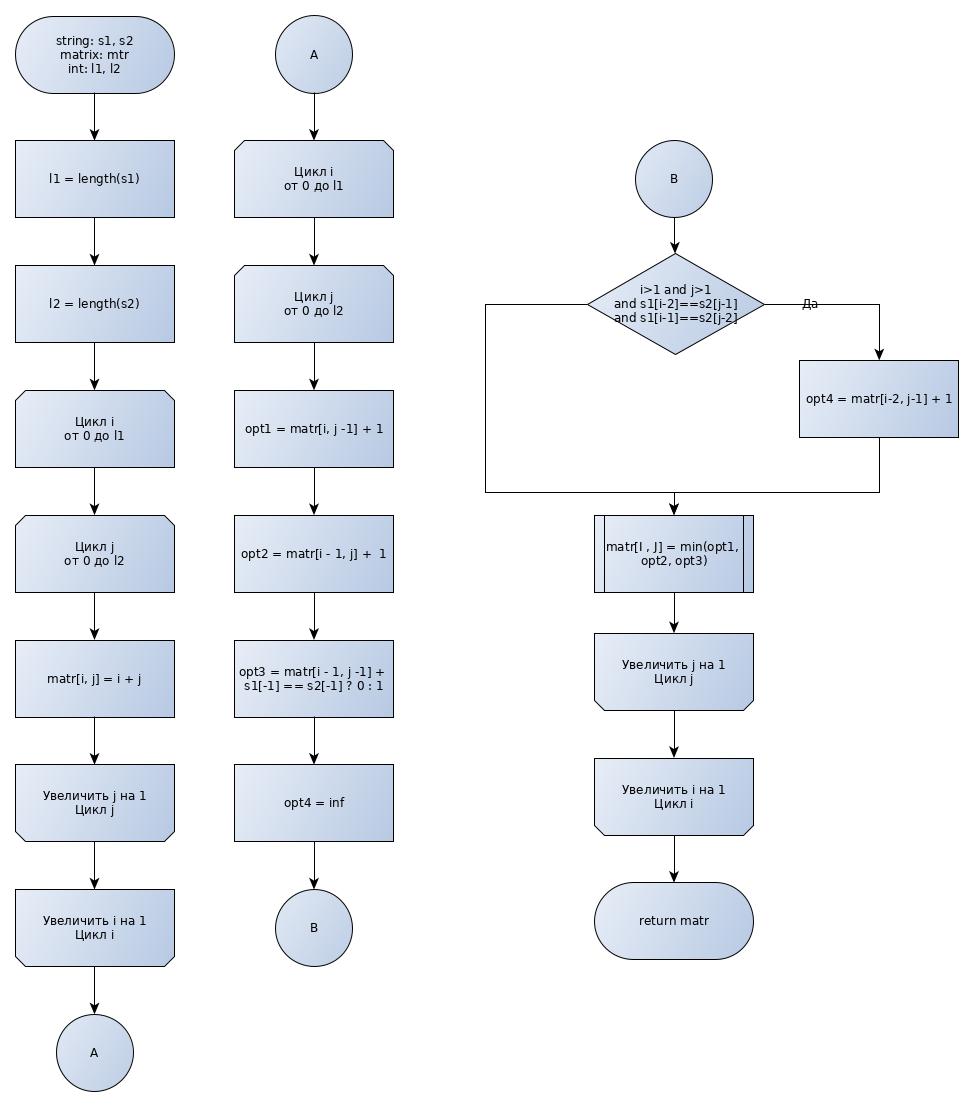 string: s1, s2
matrix: mtr
int: l1, l2
l1 = length(s1)
l2 = length(s2)
Цикл i
от 0 до l1
Цикл j
от 0 до l2
matr[i, j] = i + j
Увеличить j на 1
Цикл j
Увеличить i на 1
Цикл i
A
A
Цикл i
от 0 до l1
Цикл j
от 0 до l2
opt1 = matr[i, j -1] + 1
opt2 = matr[i - 1, j] + 1
opt3 = matr[i - 1, j -1] +
s1[-1] == s2[-1] ? 0 : 1
opt4 = inf
B
B
i>1 and j>1
and s1[i-2]==s2[j-1]
and s1[i-1]==s2[j-2]
Да
opt4 = matr[i-2, j-1] + 1
matr[I , J] = min(opt1,
opt2, opt3)
Увеличить j на 1
Цикл j
Увеличить i на 1
Цикл i
return matr